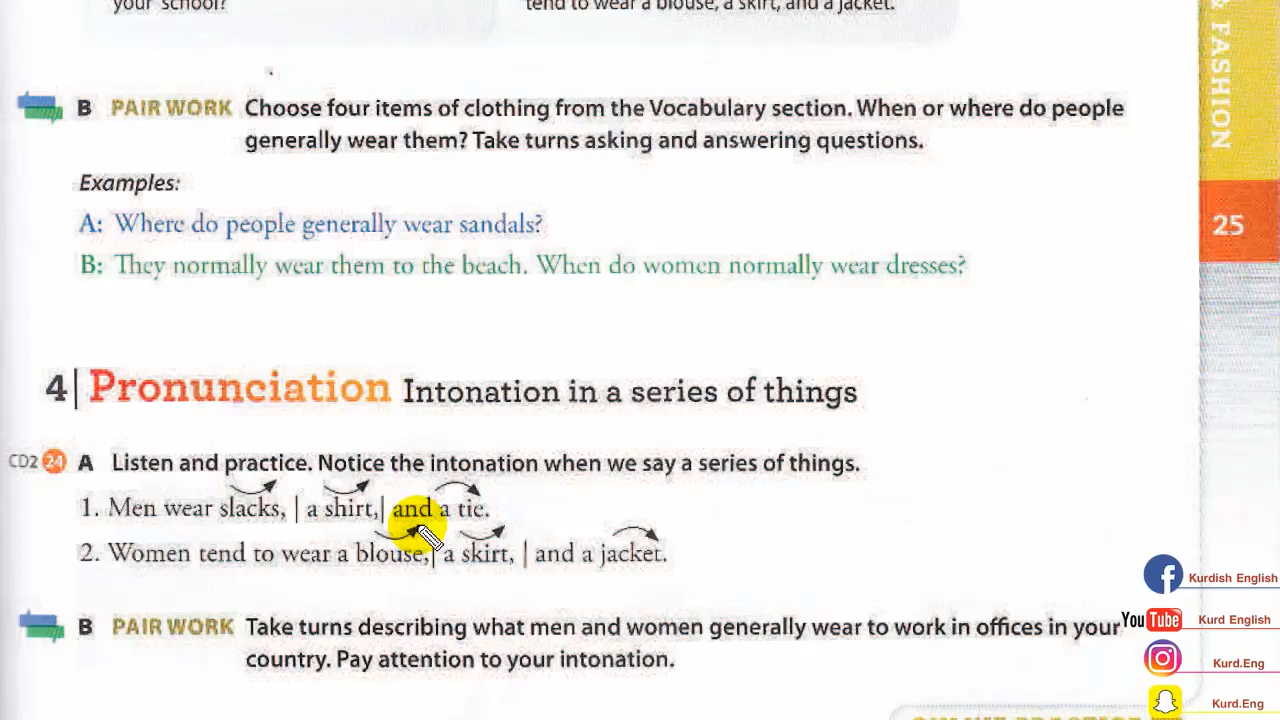 your school?
tend to wear a blouse, a skirt, and a jacket.
& FASHION
B PAIR WORK Choose four items of clothing from the Vocabulary section. When or where do people
generally wear them? Take turns asking and answering questions.
Examples:
A: Where do people generally wear sandals?
B: They normally wear them to the beach. When do women normally wear dresses?
25
4 | Pronunciation Intonation in a series of things
CD2 24 A Listen and practice. Notice the intonation when we say a series of things.
1. Men wear slacks, | a shirt, | and a tie.
2. Women tend to wear a blouse, | a skirt, | and a jacket.
B PAIR WORK Take turns describing what men and women generally wear to work in offices in your
country. Pay attention to your intonation.
Kurdish English
YouTube Kurd English
Kurd.Eng
Kurd.Eng